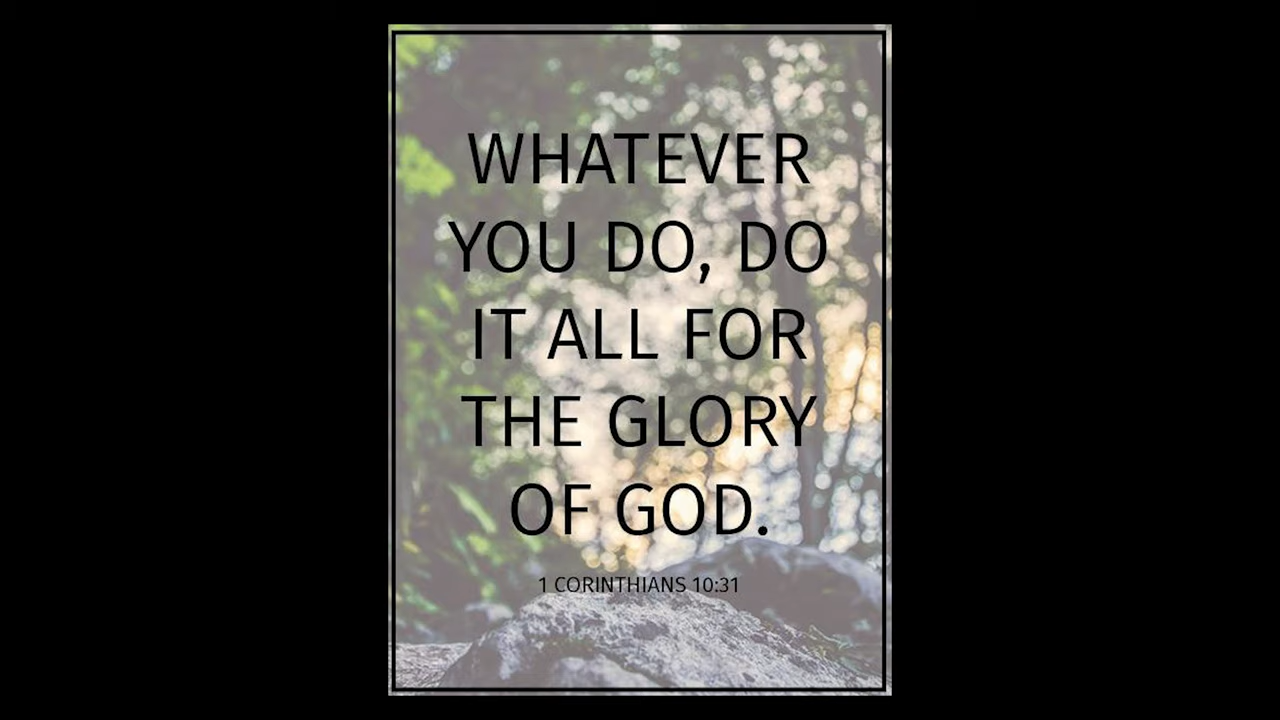 WHATEVER
YOU DO, DO
IT ALL FOR
THE GLORY
OF GOD.
1 CORINTHIANS 10:31